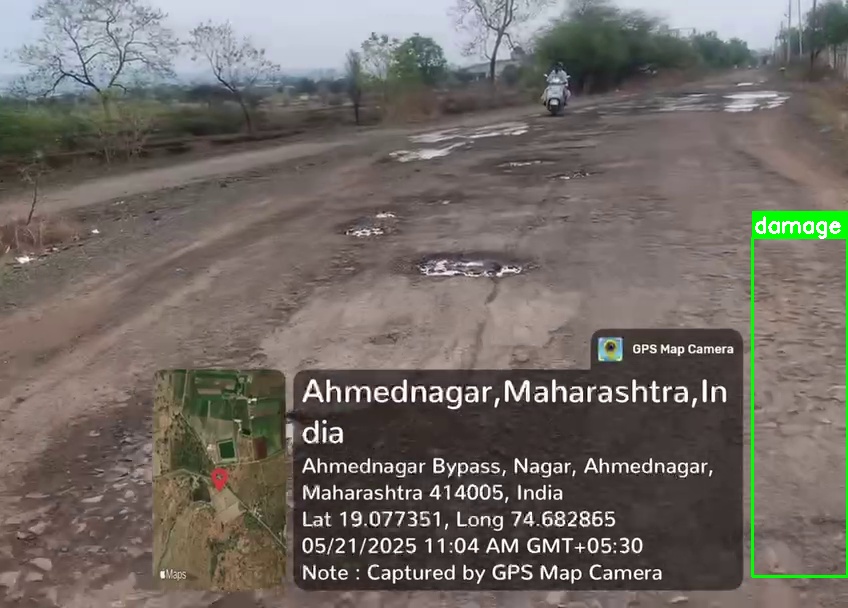 damage
GPS Map Camera
Ahmednagar,Maharashtra,In
dia
Ahmednagar Bypass, Nagar, Ahmednagar,
Maharashtra 414005, India
Lat 19.077351, Long 74.682865
05/21/2025 11:04 AM GMT+05:30
Note : Captured by GPS Map Camera
Maps